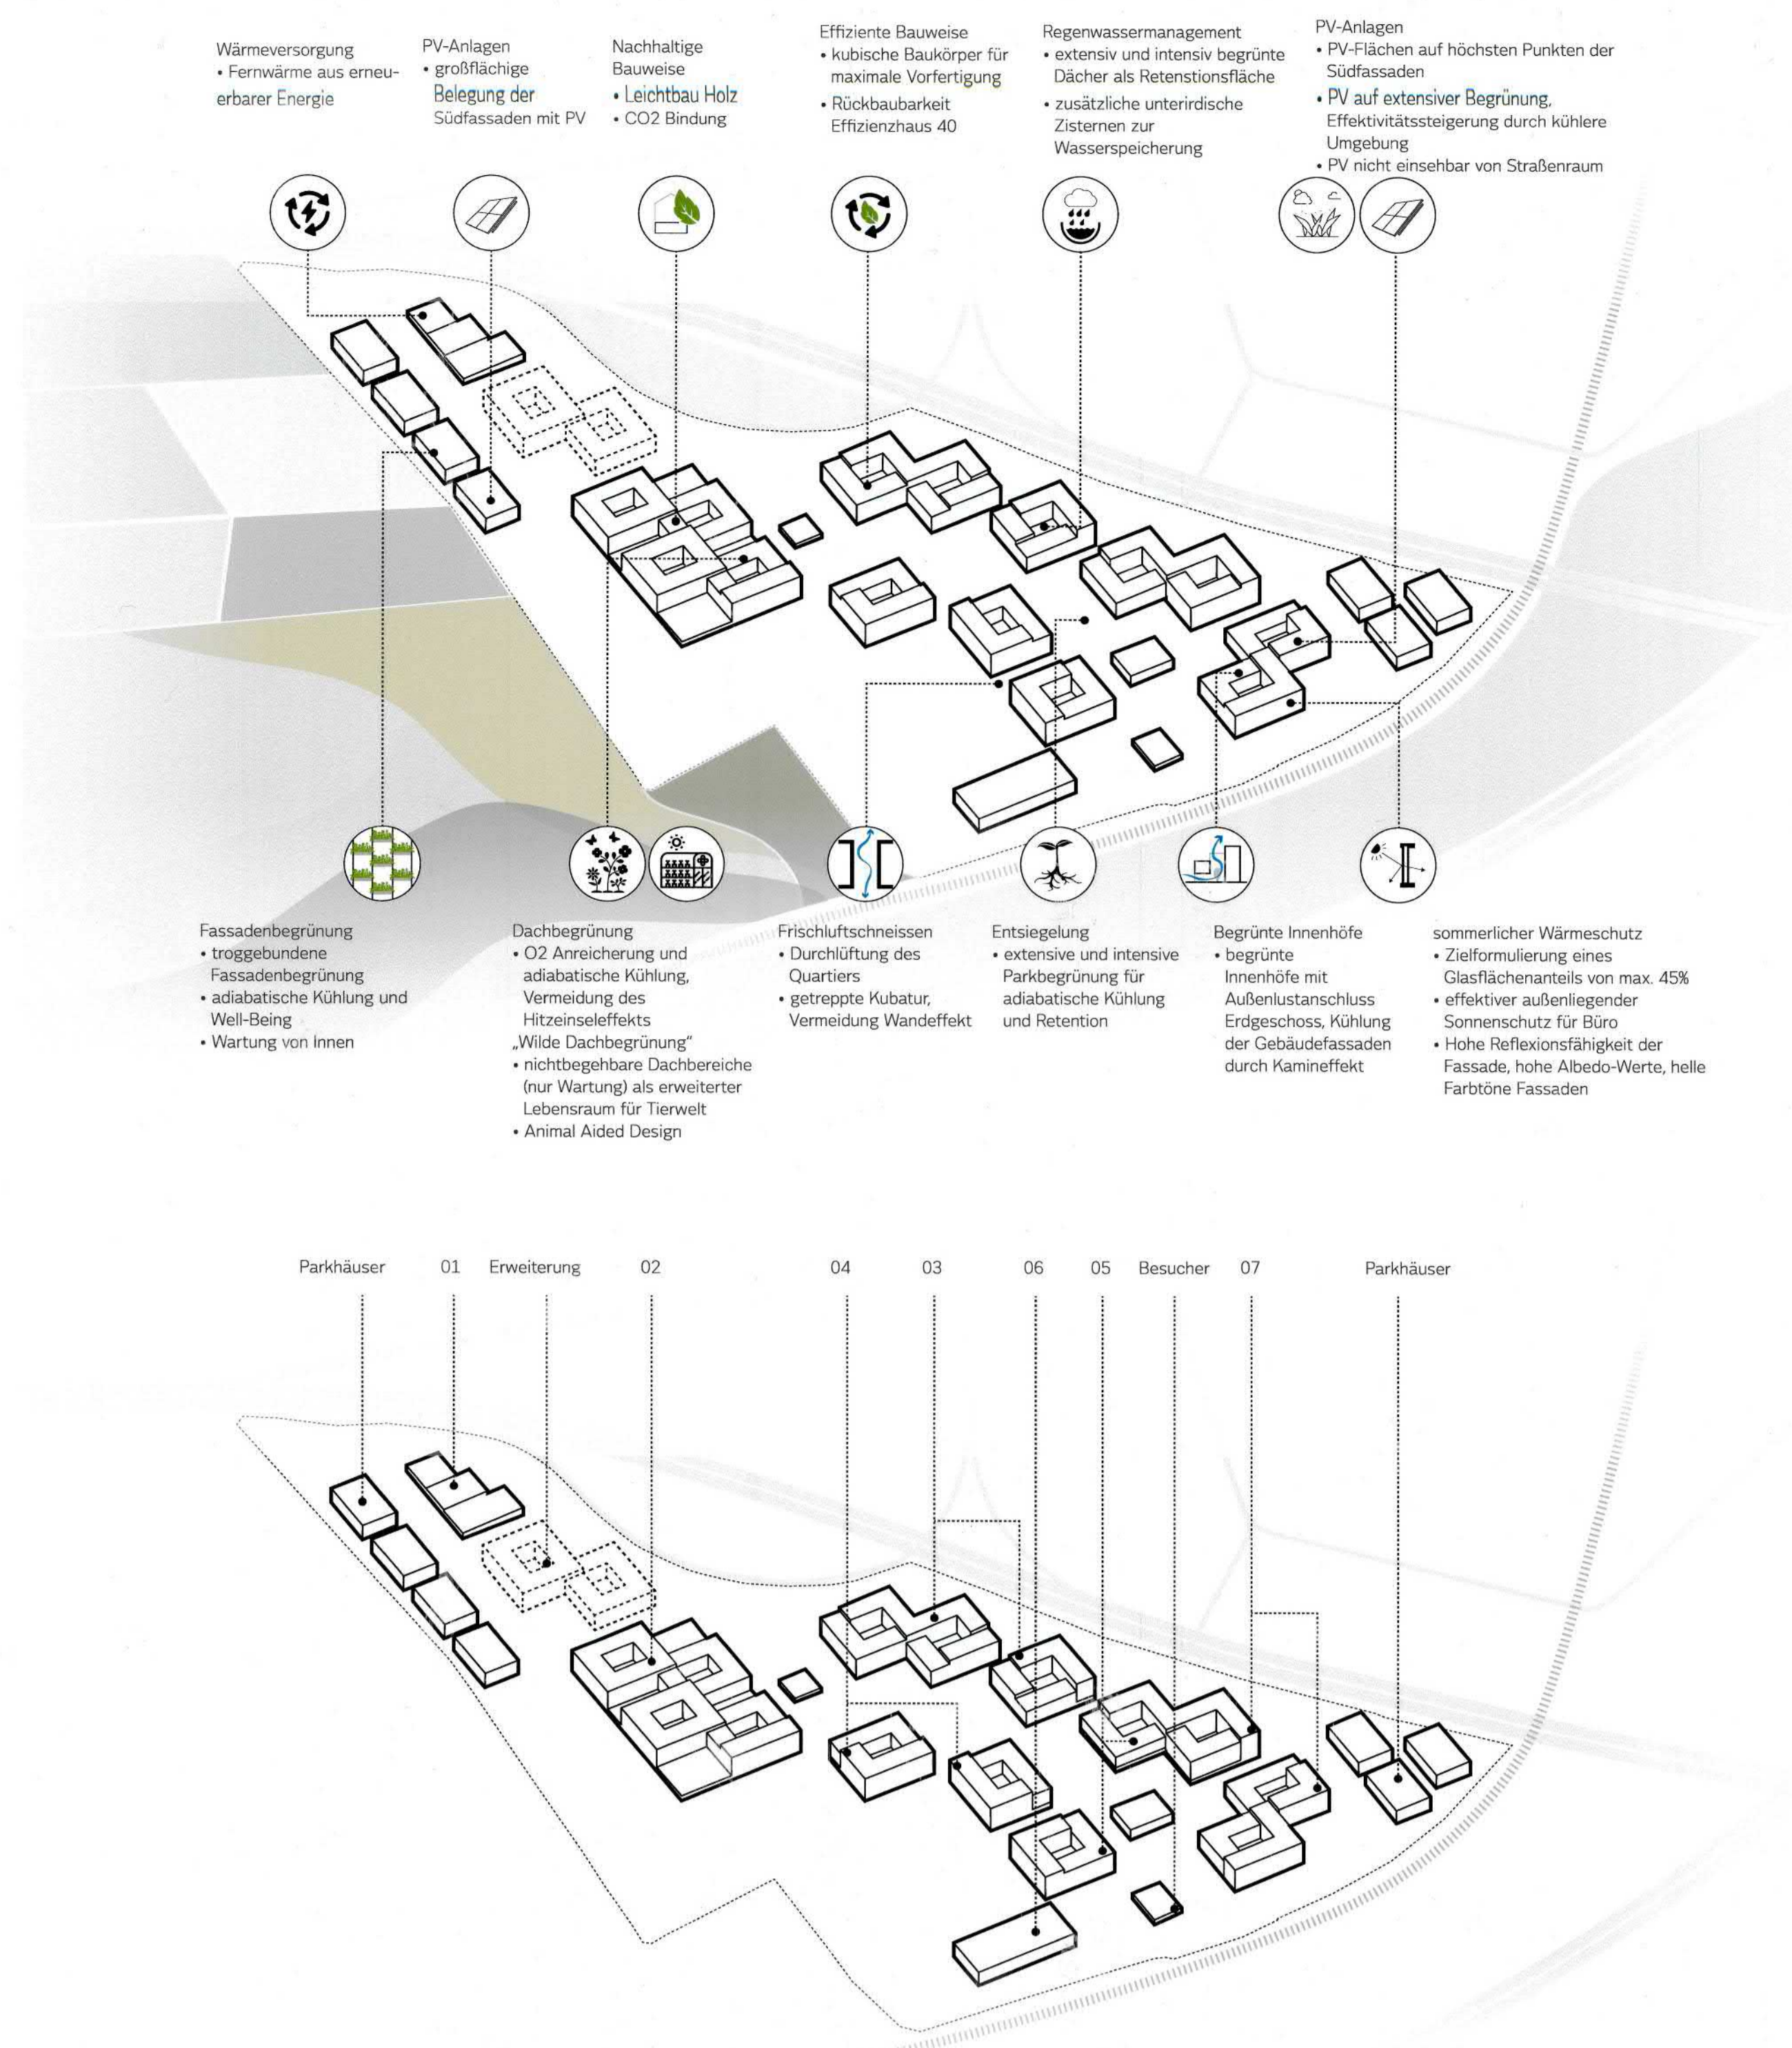 Wärmeversorgung
• Fernwärme aus erneu-
erbarer Energie
PV-Anlagen
• großflächige
Belegung der
Südfassaden mit PV
Nachhaltige
Bauweise
• Leichtbau Holz
• CO2 Bindung
Effiziente Bauweise
• kubische Baukörper für
maximale Vorfertigung
• Rückbaubarkeit
Effizienzhaus 40
Regenwassermanagement
• extensiv und intensiv begrünte
Dächer als Retenstionsfläche
• zusätzliche unterirdische
Zisternen zur
Wasserspeicherung
PV-Anlagen
• PV-Flächen auf höchsten Punkten der
Südfassaden
• PV auf extensiver Begrünung,
Effektivitätssteigerung durch kühlere
Umgebung
• PV nicht einsehbar von Straßenraum
Fassadenbegrünung
• troggebundene
Fassadenbegrünung
• adiabatische Kühlung und
Well-Being
• Wartung von Innen
Dachbegrünung
• O2 Anreicherung und
adiabatische Kühlung,
Vermeidung des
Hitzeinseleffekts
„Wilde Dachbegrünung“
• nichtbegehbare Dachbereiche
(nur Wartung) als erweiterter
Lebensraum für Tierwelt
• Animal Aided Design
Frischluftschneissen
• Durchlüftung des
Quartiers
• getreppte Kubatur,
Vermeidung Wandeffekt
Entsiegelung
• extensive und intensive
Parkbegrünung für
adiabatische Kühlung
und Retention
Begrünte Innenhöfe
• begrünte
Innenhöfe mit
Außenlustanschluss
Erdgeschoss, Kühlung
der Gebäudefassaden
durch Kamineffekt
sommerlicher Wärmeschutz
• Zielformulierung eines
Glasflächenanteils von max. 45%
• effektiver außenliegender
Sonnenschutz für Büro
• Hohe Reflexionsfähigkeit der
Fassade, hohe Albedo-Werte, helle
Farbtöne Fassaden
Parkhäuser
01
Erweiterung
02
04
03
06
05
Besucher
07
Parkhäuser